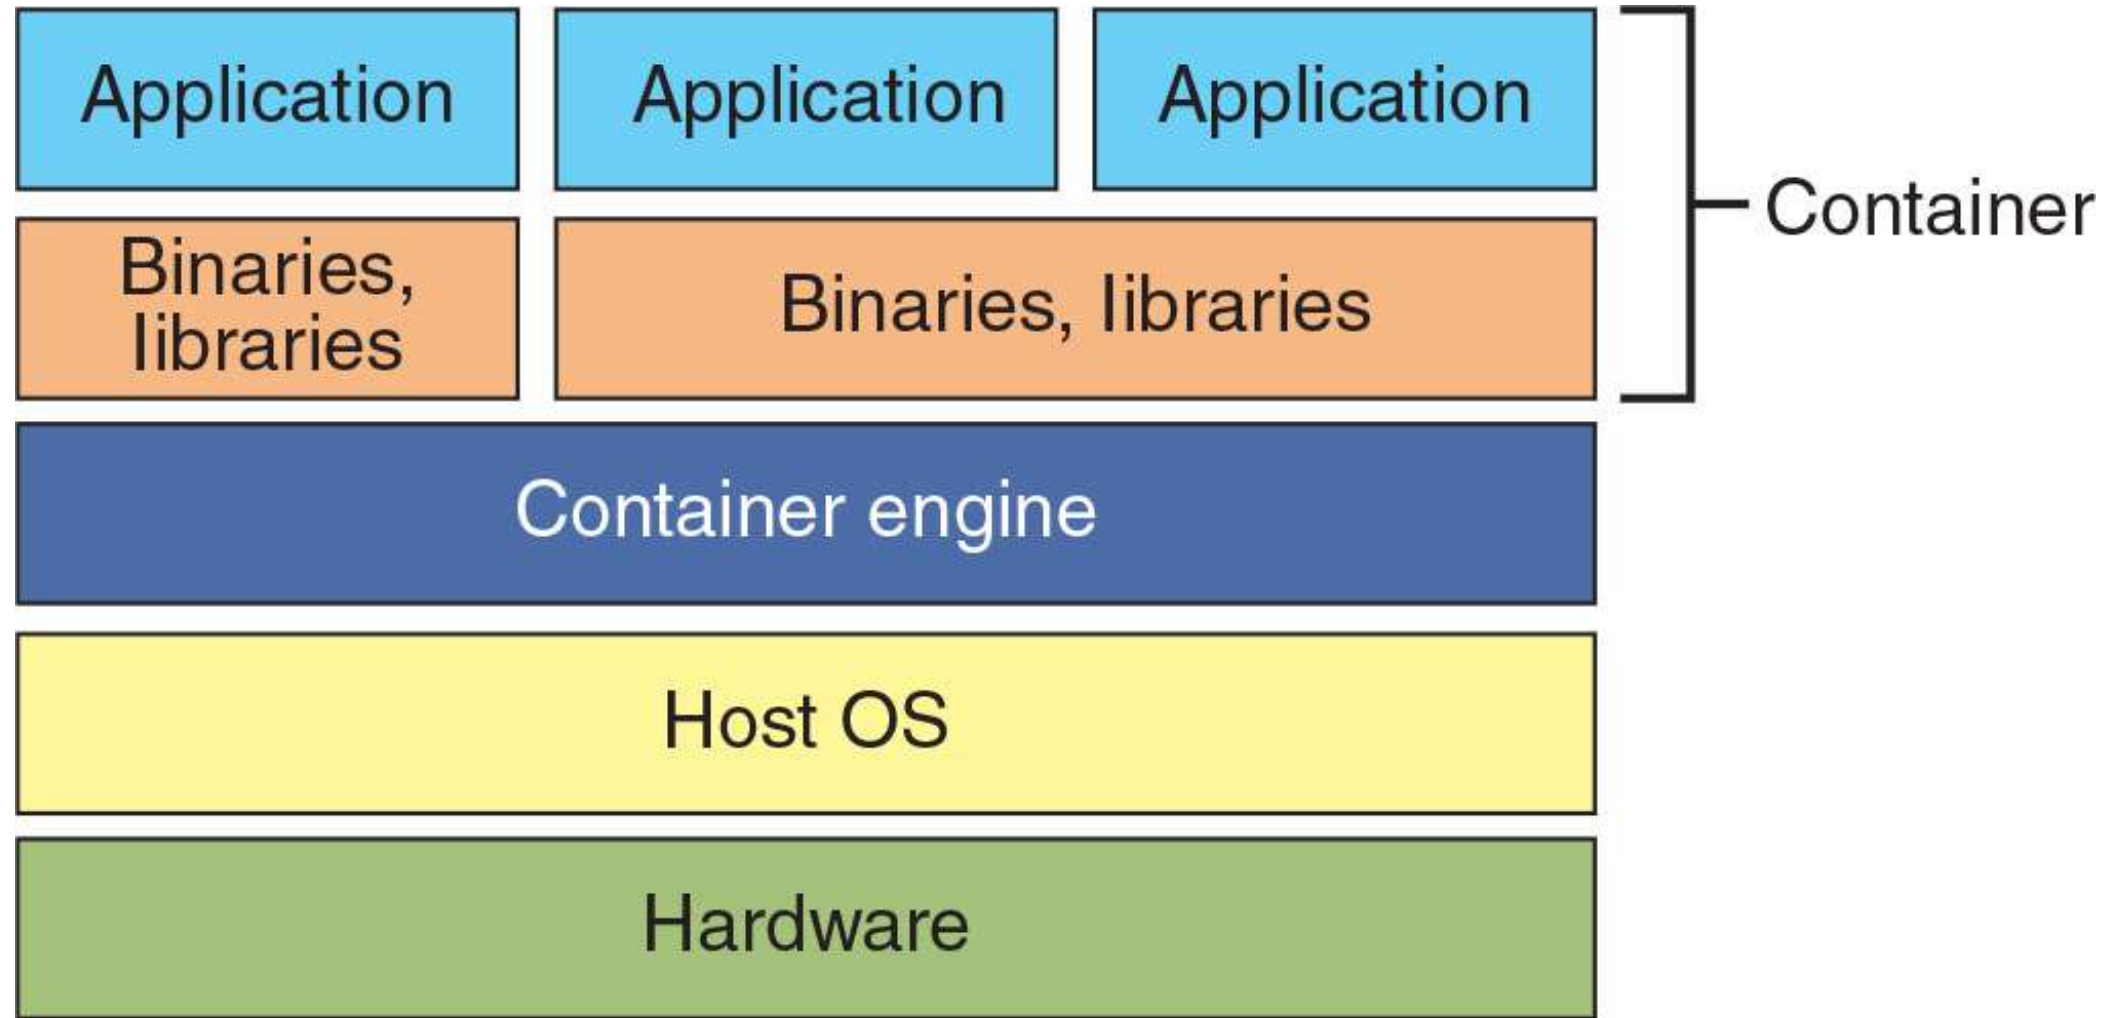 Application
Application
Application
Container
Binaries,
libraries
Binaries, libraries
Container engine
Host OS
Hardware